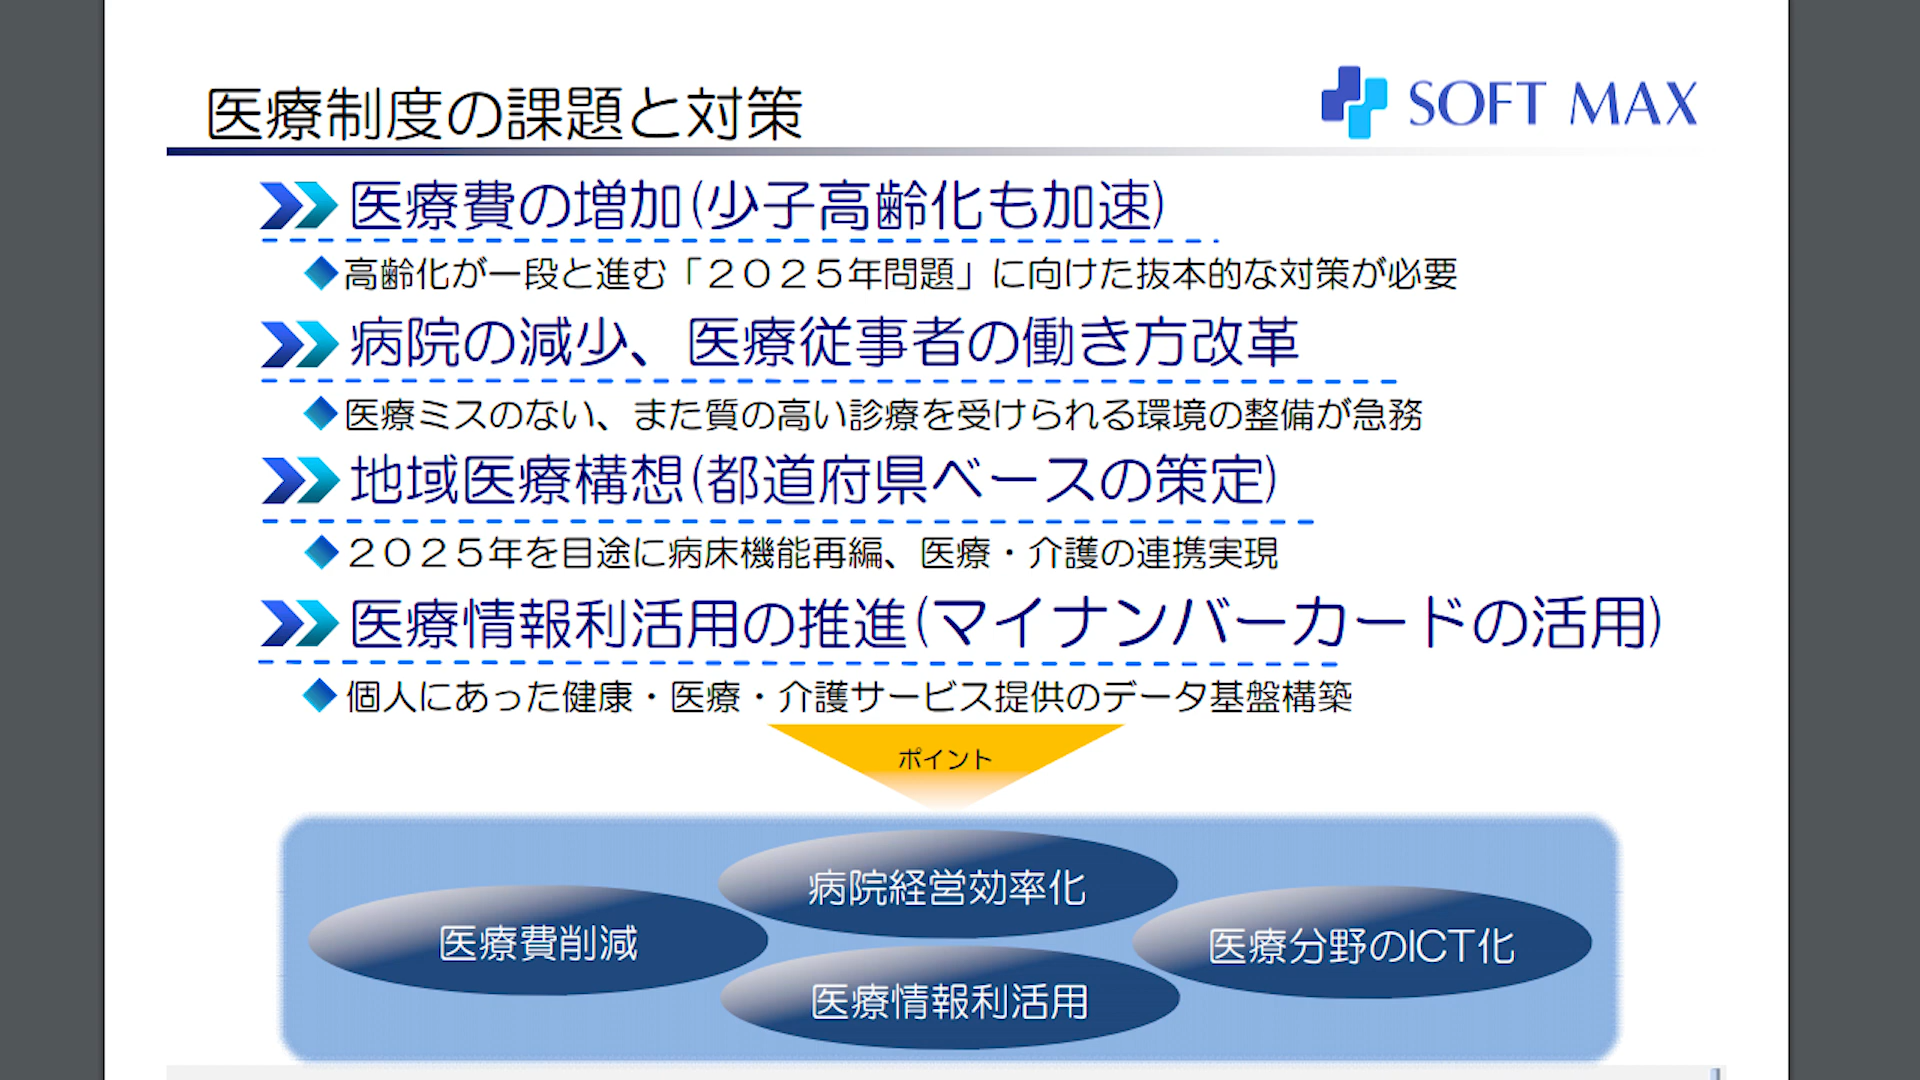 医療制度の課題と対策
SOFT MAX
医療費の増加(少子高齢化も加速)
高齢化が一段と進む「２０２５年問題」に向けた抜本的な対策が必要
病院の減少、医療従事者の働き方改革
医療ミスのない、また質の高い診療を受けられる環境の整備が急務
地域医療構想(都道府県ベースの策定)
２０２５年を目途に病床機能再編、医療・介護の連携実現
医療情報利活用の推進(マイナンバーカードの活用)
個人にあった健康・医療・介護サービス提供のデータ基盤構築
ポイント
病院経営効率化
医療費削減
医療分野のICT化
医療情報利活用